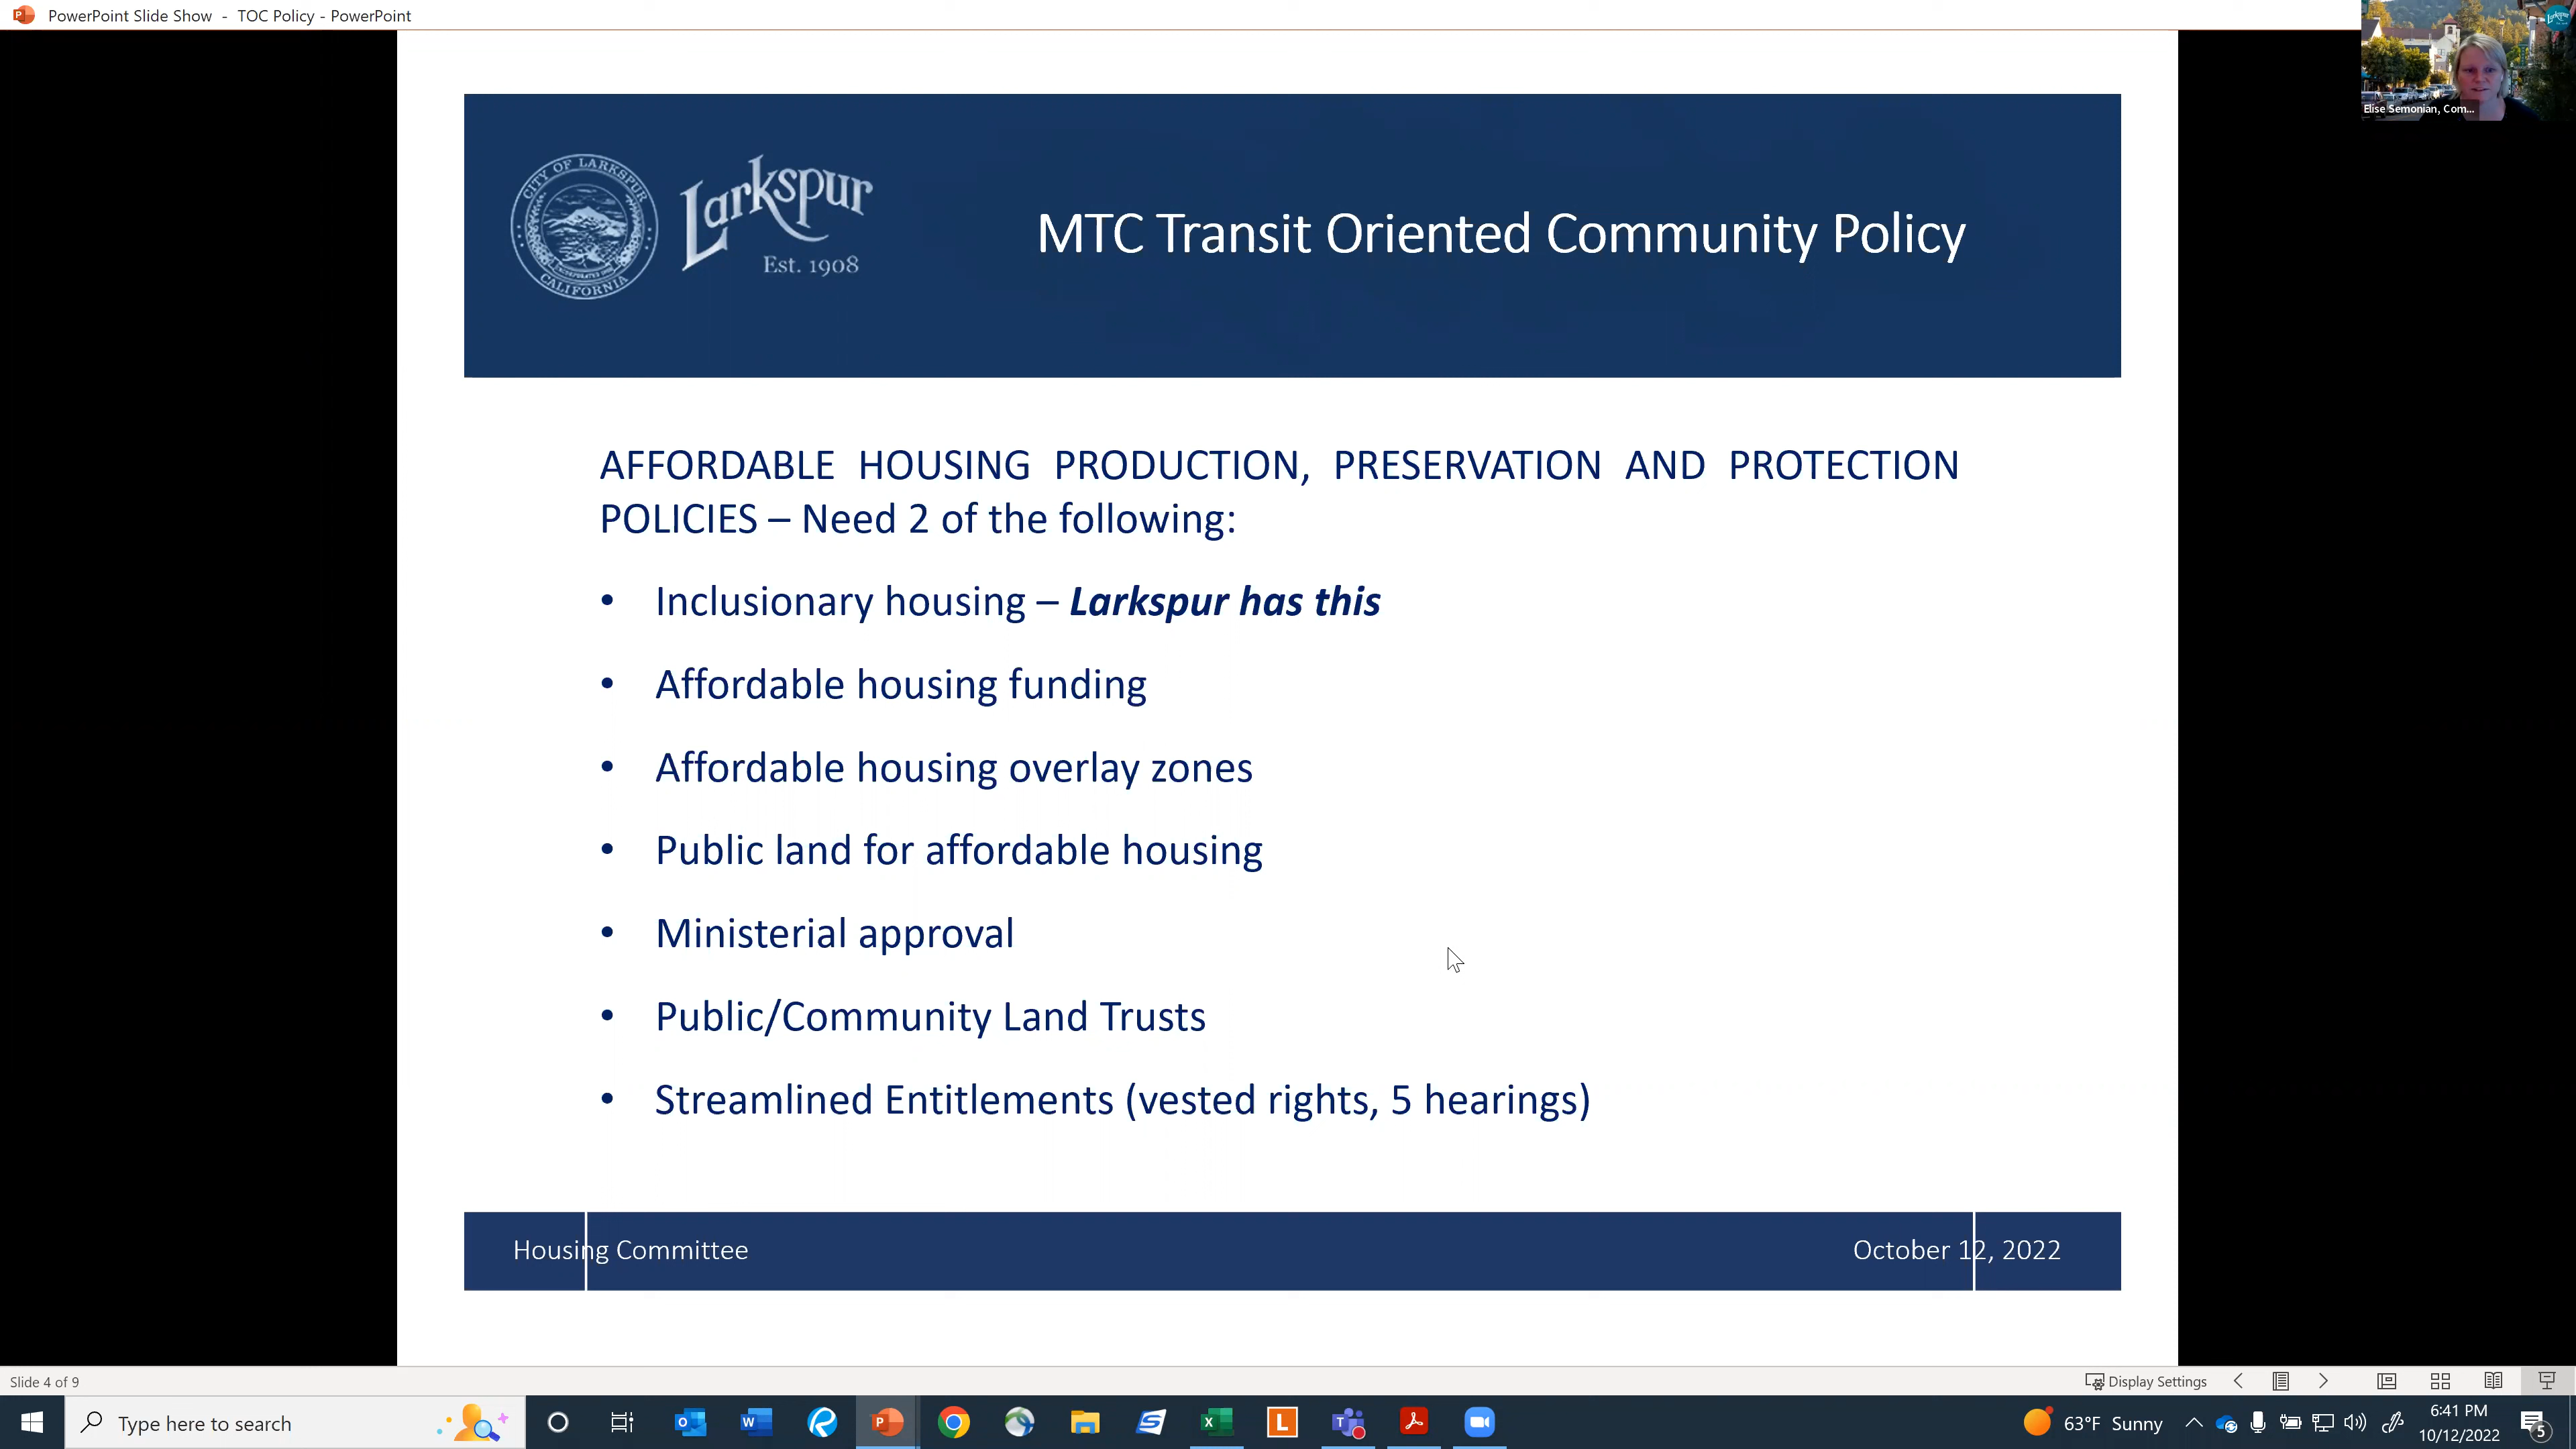 PowerPoint Slide Show - TOC Policy - PowerPoint
Elise Semonian, Com...
CITY OF LARKSPUR
CALIFORNIA
Larkspur
Est. 1908
MTC Transit Oriented Community Policy
AFFORDABLE HOUSING PRODUCTION, PRESERVATION AND PROTECTION
POLICIES – Need 2 of the following:
• Inclusionary housing – Larkspur has this
• Affordable housing funding
• Affordable housing overlay zones
• Public land for affordable housing
• Ministerial approval
• Public/Community Land Trusts
• Streamlined Entitlements (vested rights, 5 hearings)
Housing Committee
October 12, 2022
Slide 4 of 9
Display Settings
Type here to search
63°F Sunny
6:41 PM
10/12/2022
5